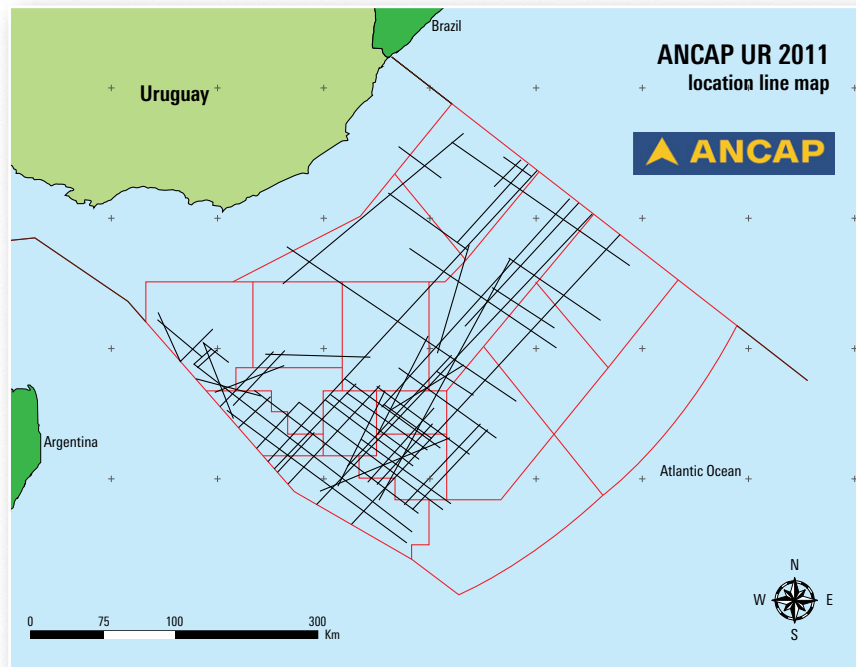 Brazil
ANCAP UR 2011
location line map
Uruguay
ANCAP
Argentina
Atlantic Ocean
N
W E
S
0 75 100 300
Km